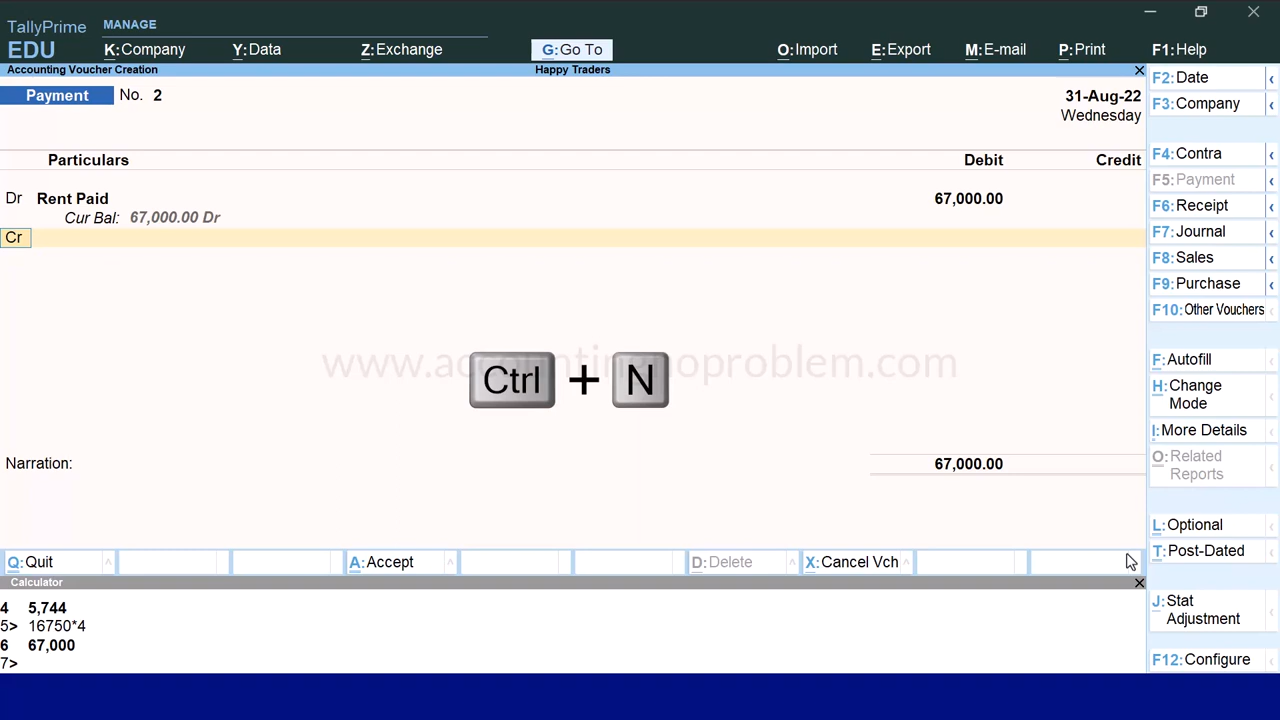 TallyPrime MANAGE
EDU K:Company Y:Data Z:Exchange G:Go To O:Import E:Export M:E-mail P:Print F1:Help
Accounting Voucher Creation Happy Traders
Payment No. 2 31-Aug-22
Wednesday
Particulars Debit Credit
Dr Rent Paid 67,000.00
Cur Bal: 67,000.00 Dr
Cr
www.accountingnoproblem.com
Ctrl + N
Narration: 67,000.00
Q:Quit A:Accept D:Delete X:Cancel Vch
Calculator
4 5,744
5> 16750*4
6 67,000
7>
F2:Date
F3:Company
F4:Contra
F5:Payment
F6:Receipt
F7:Journal
F8:Sales
F9:Purchase
F10:Other Vouchers
F:Autofill
H:Change
Mode
I:More Details
O:Related
Reports
L:Optional
T:Post-Dated
J:Stat
Adjustment
F12:Configure